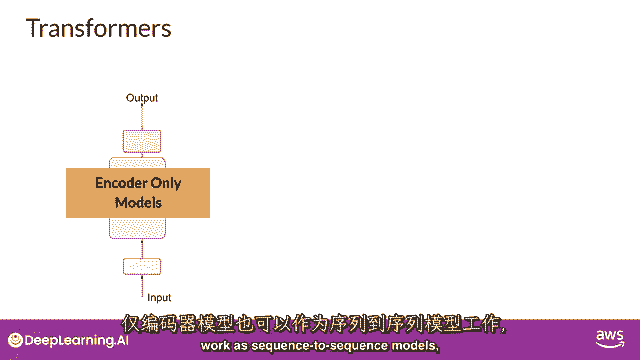 Transformers
Output
Encoder Only
Models
Input
仅编码器模型也可以作为序列到序列模型工作,
work as sequence-to-sequence models,
DeepLearning.AI
aws